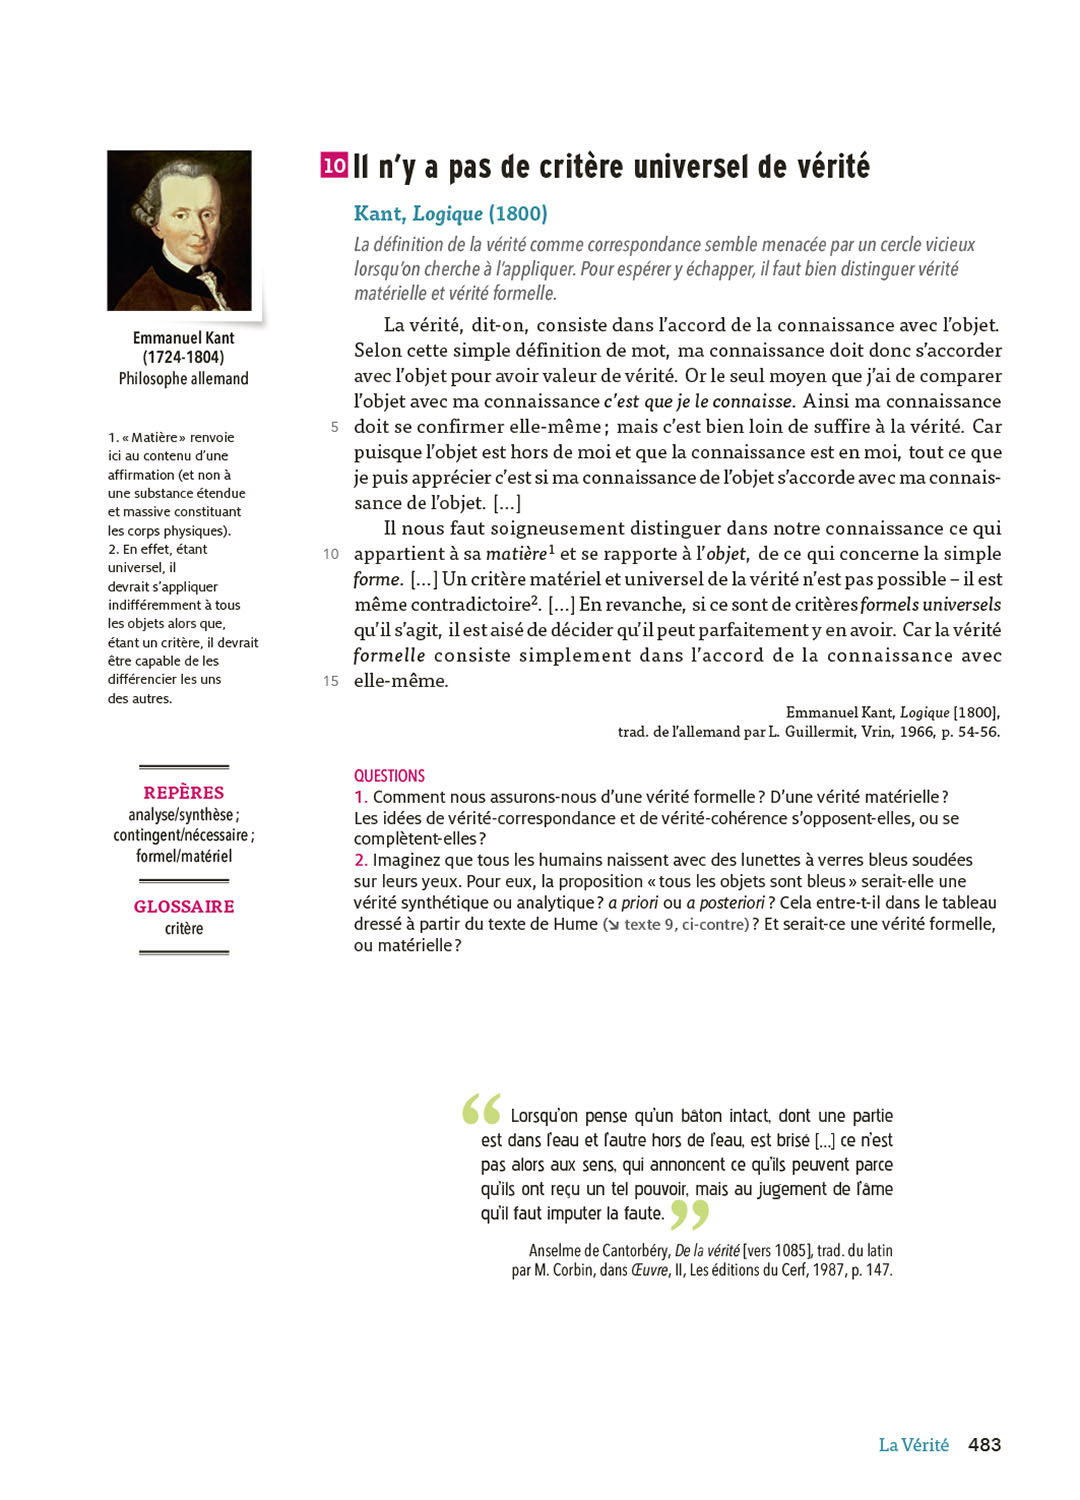 10 Il n’y a pas de critère universel de vérité
Kant, Logique (1800)
La définition de la vérité comme correspondance semble menacée par un cercle vicieux
lorsqu’on cherche à l’appliquer. Pour espérer y échapper, il faut bien distinguer vérité
matérielle et vérité formelle.
La vérité, dit-on, consiste dans l’accord de la connaissance avec l’objet.
Selon cette simple définition de mot, ma connaissance doit donc s’accorder
avec l’objet pour avoir valeur de vérité. Or le seul moyen que j’ai de comparer
l’objet avec ma connaissance c’est que je le connaisse. Ainsi ma connaissance
5 doit se confirmer elle-même ; mais c’est bien loin de suffire à la vérité. Car
puisque l’objet est hors de moi et que la connaissance est en moi, tout ce que
je puis apprécier c’est si ma connaissance de l’objet s’accorde avec ma connais-
sance de l’objet. […]
Il nous faut soigneusement distinguer dans notre connaissance ce qui
10 appartient à sa matière¹ et se rapporte à l’objet, de ce qui concerne la simple
forme. […] Un critère matériel et universel de la vérité n’est pas possible – il est
même contradictoire². […] En revanche, si ce sont de critères formels universels
qu’il s’agit, il est aisé de décider qu’il peut parfaitement y en avoir. Car la vérité
formelle consiste simplement dans l’accord de la connaissance avec
15 elle-même.
Emmanuel Kant, Logique [1800],
trad. de l’allemand par L. Guillermit, Vrin, 1966, p. 54-56.
Emmanuel Kant
(1724-1804)
Philosophe allemand
1. « Matière » renvoie
ici au contenu d’une
affirmation (et non à
une substance étendue
et massive constituant
les corps physiques).
2. En effet, étant
universel, il
devrait s’appliquer
indifféremment à tous
les objets alors que,
étant un critère, il devrait
être capable de les
différencier les uns
des autres.
REPÈRES
analyse/synthèse ;
contingent/nécessaire ;
formel/matériel
GLOSSAIRE
critère
QUESTIONS
1. Comment nous assurons-nous d’une vérité formelle ? D’une vérité matérielle ?
Les idées de vérité-correspondance et de vérité-cohérence s’opposent-elles, ou se
complètent-elles ?
2. Imaginez que tous les humains naissent avec des lunettes à verres bleus soudées
sur leurs yeux. Pour eux, la proposition « tous les objets sont bleus » serait-elle une
vérité synthétique ou analytique ? a priori ou a posteriori ? Cela entre-t-il dans le tableau
dressé à partir du texte de Hume (↘ texte 9, ci-contre) ? Et serait-ce une vérité formelle,
ou matérielle ?
“ Lorsqu’on pense qu’un bâton intact, dont une partie
est dans l’eau et l’autre hors de l’eau, est brisé […] ce n’est
pas alors aux sens, qui annoncent ce qu’ils peuvent parce
qu’ils ont reçu un tel pouvoir, mais au jugement de l’âme
qu’il faut imputer la faute. ”
Anselme de Cantorbéry, De la vérité [vers 1085], trad. du latin
par M. Corbin, dans Œuvre, II, Les éditions du Cerf, 1987, p. 147.
La Vérité 483